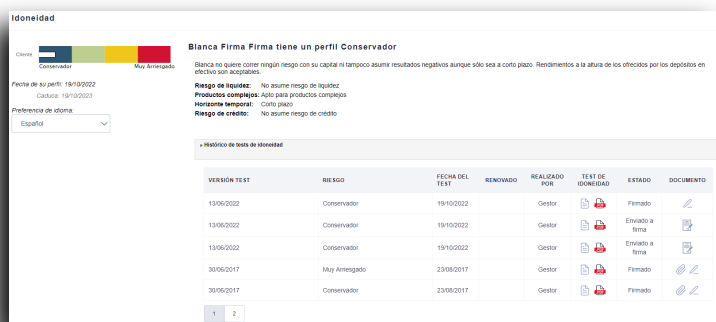 Idoneidad
Cliente
Conservador Muy Arriesgado
Fecha de su perfil: 19/10/2022
Caduca: 19/10/2023
Preferencia de idioma:
Español
Blanca Firma Firma tiene un perfil Conservador
Blanca no quiere correr ningún riesgo con su capital ni tampoco asumir resultados negativos aunque sólo sea a corto plazo. Rendimientos a la altura de los ofrecidos por los depósitos en
efectivo son aceptables.
Riesgo de liquidez: No asume riesgo de liquidez
Productos complejos: Apto para productos complejos
Horizonte temporal: Corto plazo
Riesgo de crédito: No asume riesgo de crédito
» Histórico de tests de idoneidad
VERSIÓN TEST RIESGO FECHA DEL TEST RENOVADO REALIZADO POR TEST DE IDONEIDAD ESTADO DOCUMENTO
13/06/2022 Conservador 19/10/2022 Gestor PDF Firmado
13/06/2022 Conservador 19/10/2022 Gestor PDF Enviado a firma
13/06/2022 Conservador 19/10/2022 Gestor PDF Enviado a firma
30/06/2017 Muy Arriesgado 23/08/2017 Gestor PDF Firmado
30/06/2017 Conservador 23/08/2017 Gestor PDF Firmado
1 2